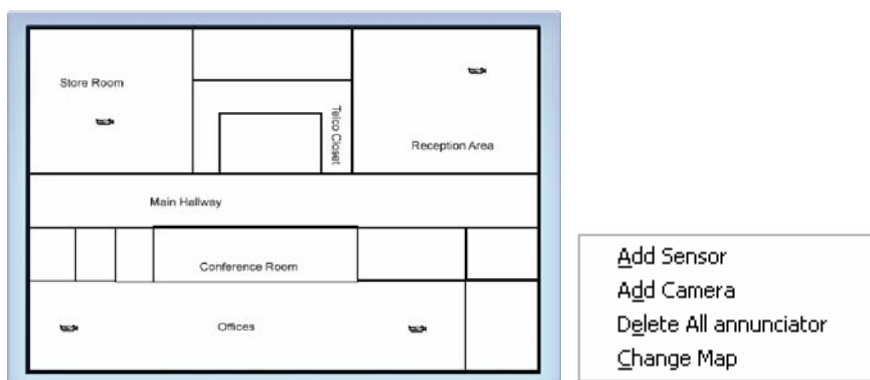 Store Room
Telco Closet
Reception Area
Main Hallway
Conference Room
Offices
Add Sensor
Add Camera
Delete All annunciator
Change Map